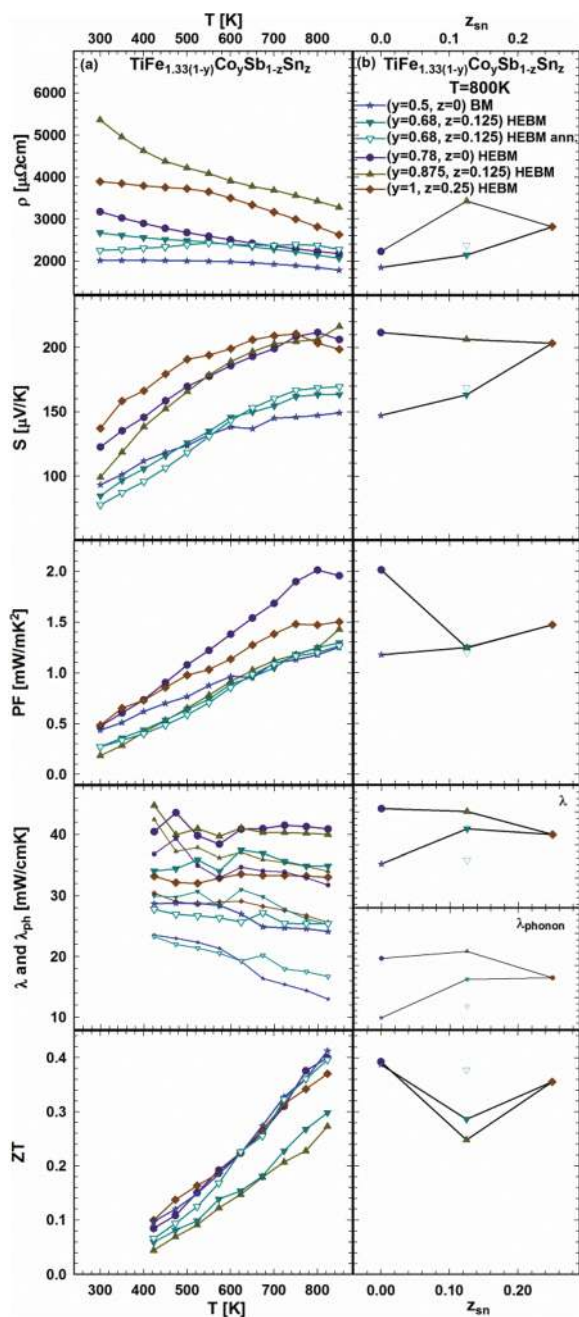 T [K]
300 400 500 600 700 800
z_sn
0.0 0.1 0.2
(a) TiFe1.33(1-y)CoySb1-zSnz
(b) TiFe1.33(1-y)CoySb1-zSnz
T=800K
(y=0.5, z=0) BM
(y=0.68, z=0.125) HEBM
(y=0.68, z=0.125) HEBM ann.
(y=0.78, z=0) HEBM
(y=0.875, z=0.125) HEBM
(y=1, z=0.25) HEBM
ρ [μΩcm]
6000
5000
4000
3000
2000
S [μV/K]
200
150
100
PF [mW/mK²]
2.0
1.5
1.0
0.5
0.0
λ and λph [mW/cmK]
40
30
20
10
λ
λphonon
ZT
0.4
0.3
0.2
0.1
0.0
300 400 500 600 700 800
T [K]
0.00 0.10 0.20
z_sn